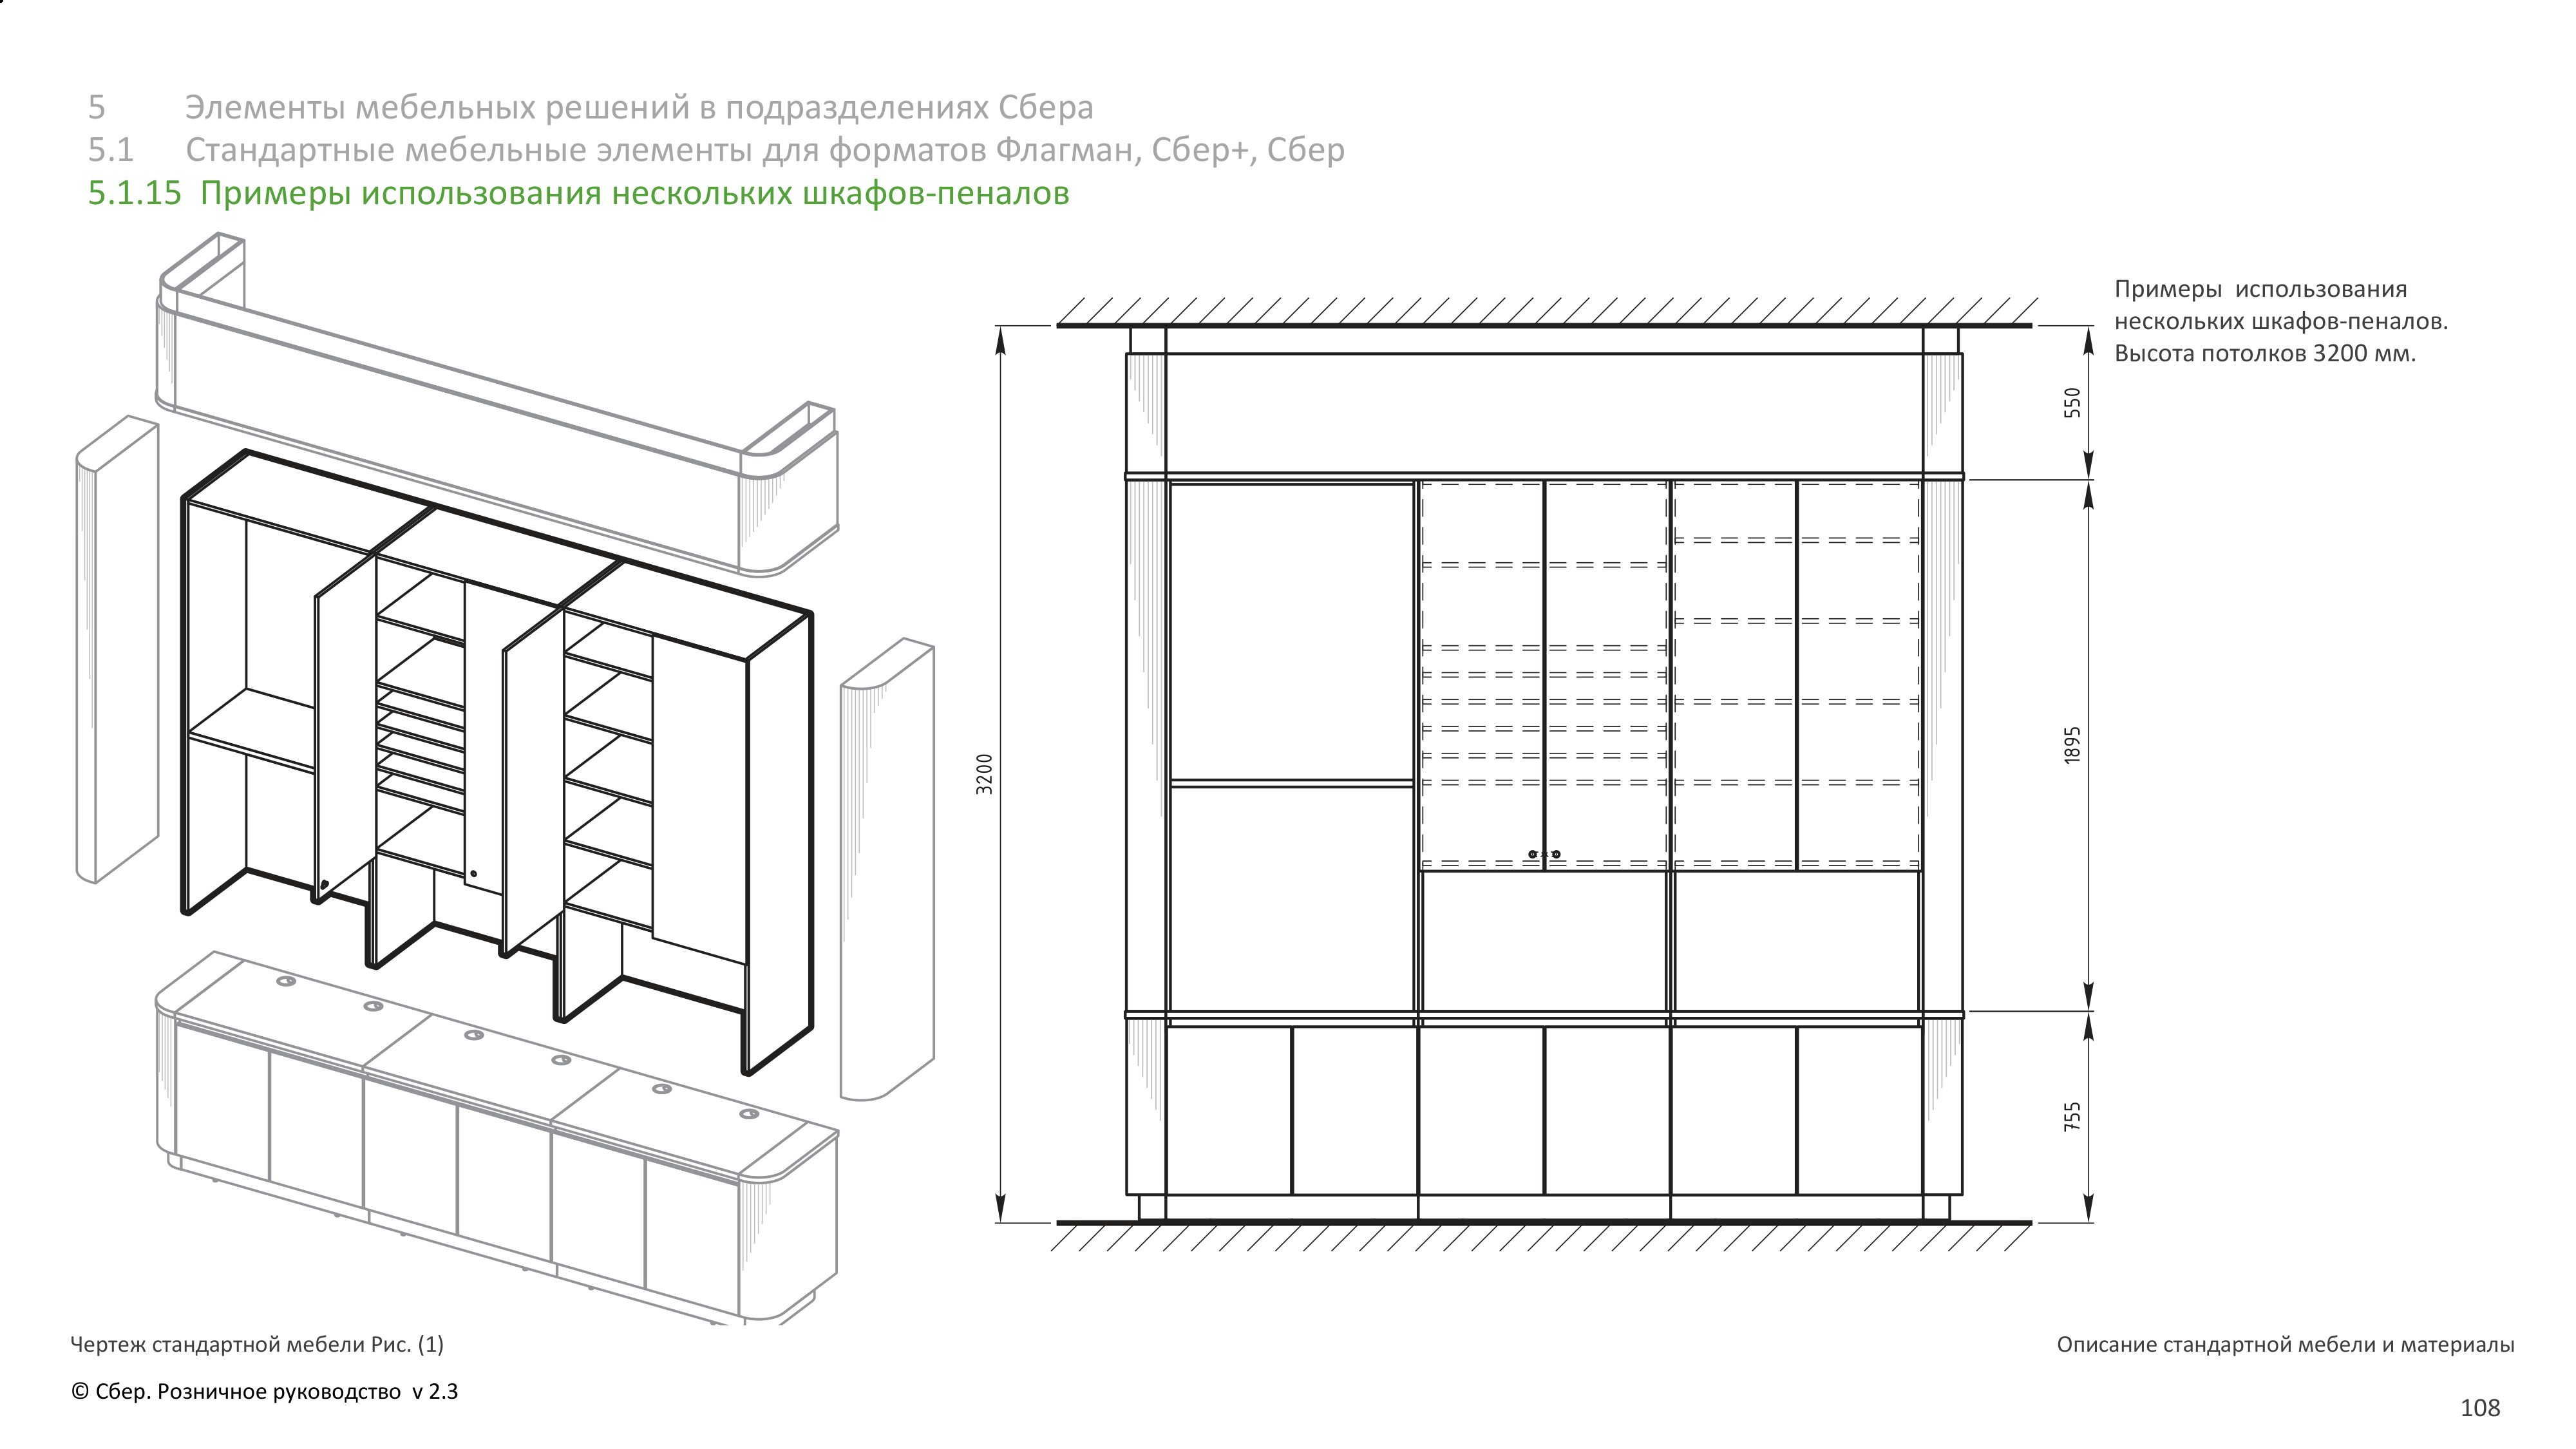 5 Элементы мебельных решений в подразделениях Сбера
5.1 Стандартные мебельные элементы для форматов Флагман, Сбер+, Сбер
5.1.15 Примеры использования нескольких шкафов-пеналов
Примеры использования
нескольких шкафов-пеналов.
Высота потолков 3200 мм.
550
3200
1895
755
Чертеж стандартной мебели Рис. (1)
Описание стандартной мебели и материалы
© Сбер. Розничное руководство v 2.3
108